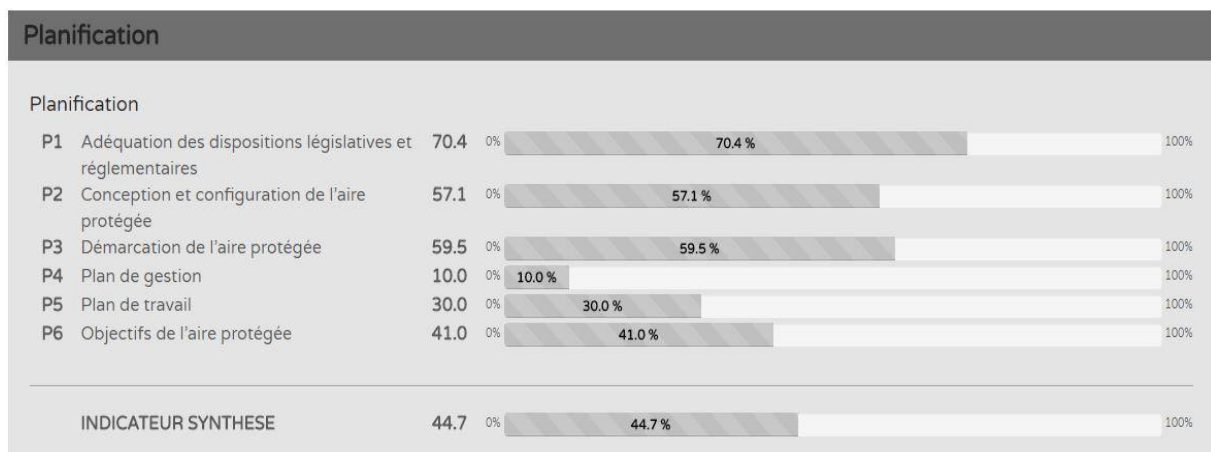 Planification
Planification
P1 Adéquation des dispositions législatives et 70.4 0% 70.4 % 100%
réglementaires
P2 Conception et configuration de l'aire 57.1 0% 57.1 % 100%
protégée
P3 Démarcation de l'aire protégée 59.5 0% 59.5 % 100%
P4 Plan de gestion 10.0 0% 10.0 % 100%
P5 Plan de travail 30.0 0% 30.0 % 100%
P6 Objectifs de l'aire protégée 41.0 0% 41.0 % 100%
INDICATEUR SYNTHESE 44.7 0% 44.7 % 100%